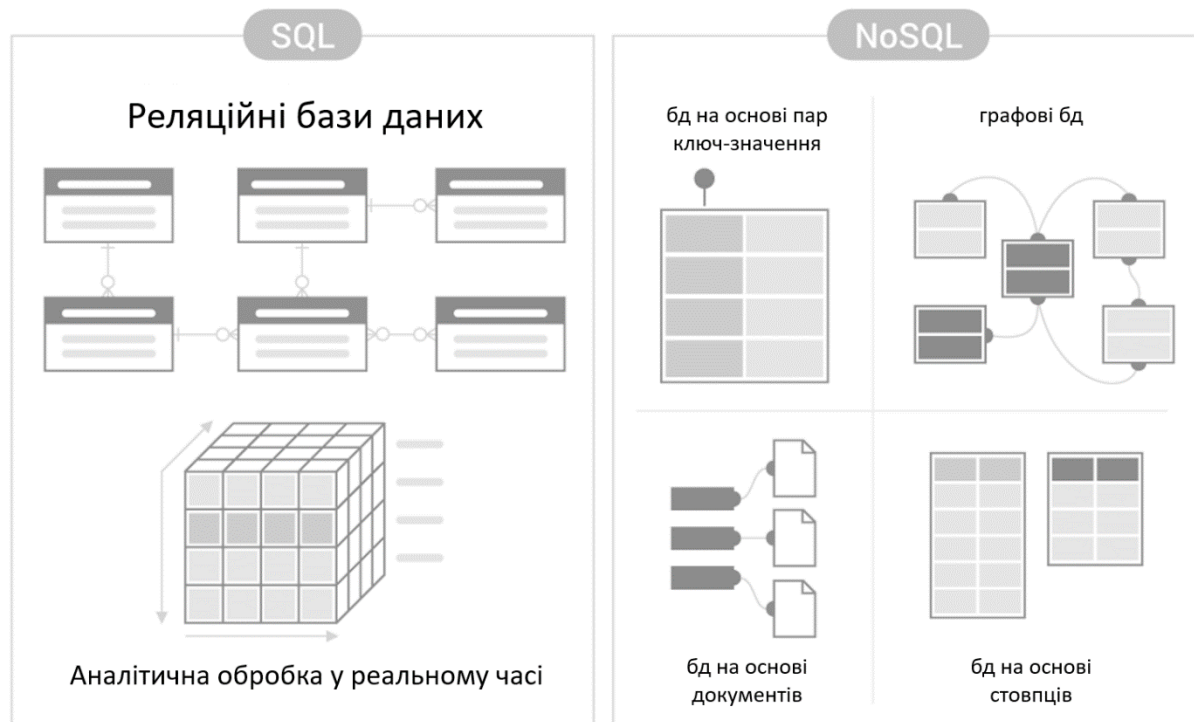 SQL
Реляційні бази даних
Аналітична обробка у реальному часі
NoSQL
бд на основі пар
ключ-значення
графові бд
бд на основі
документів
бд на основі
стовпців